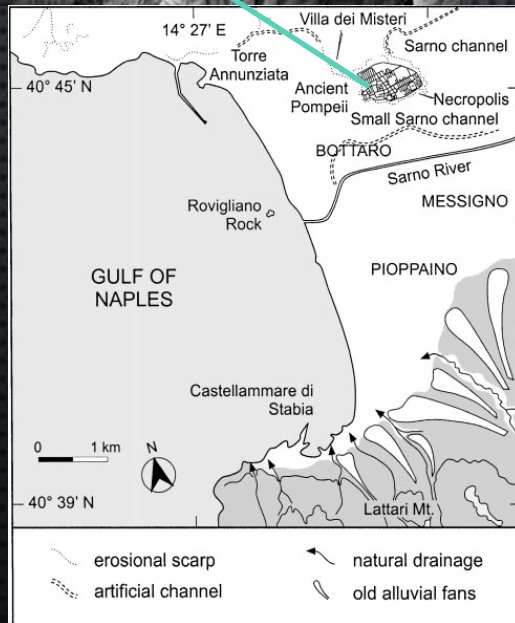 14° 27' E
Villa dei Misteri
Sarno channel
Torre
Annunziata
40° 45' N
Ancient
Pompeii
Necropolis
Small Sarno channel
BOTTARO
Sarno River
MESSIGNO
Rovigliano
Rock
PIOPPAINO
GULF OF
NAPLES
Castellammare di
Stabia
0 1 km
N
40° 39' N
Lattari Mt.
erosional scarp
natural drainage
artificial channel
old alluvial fans